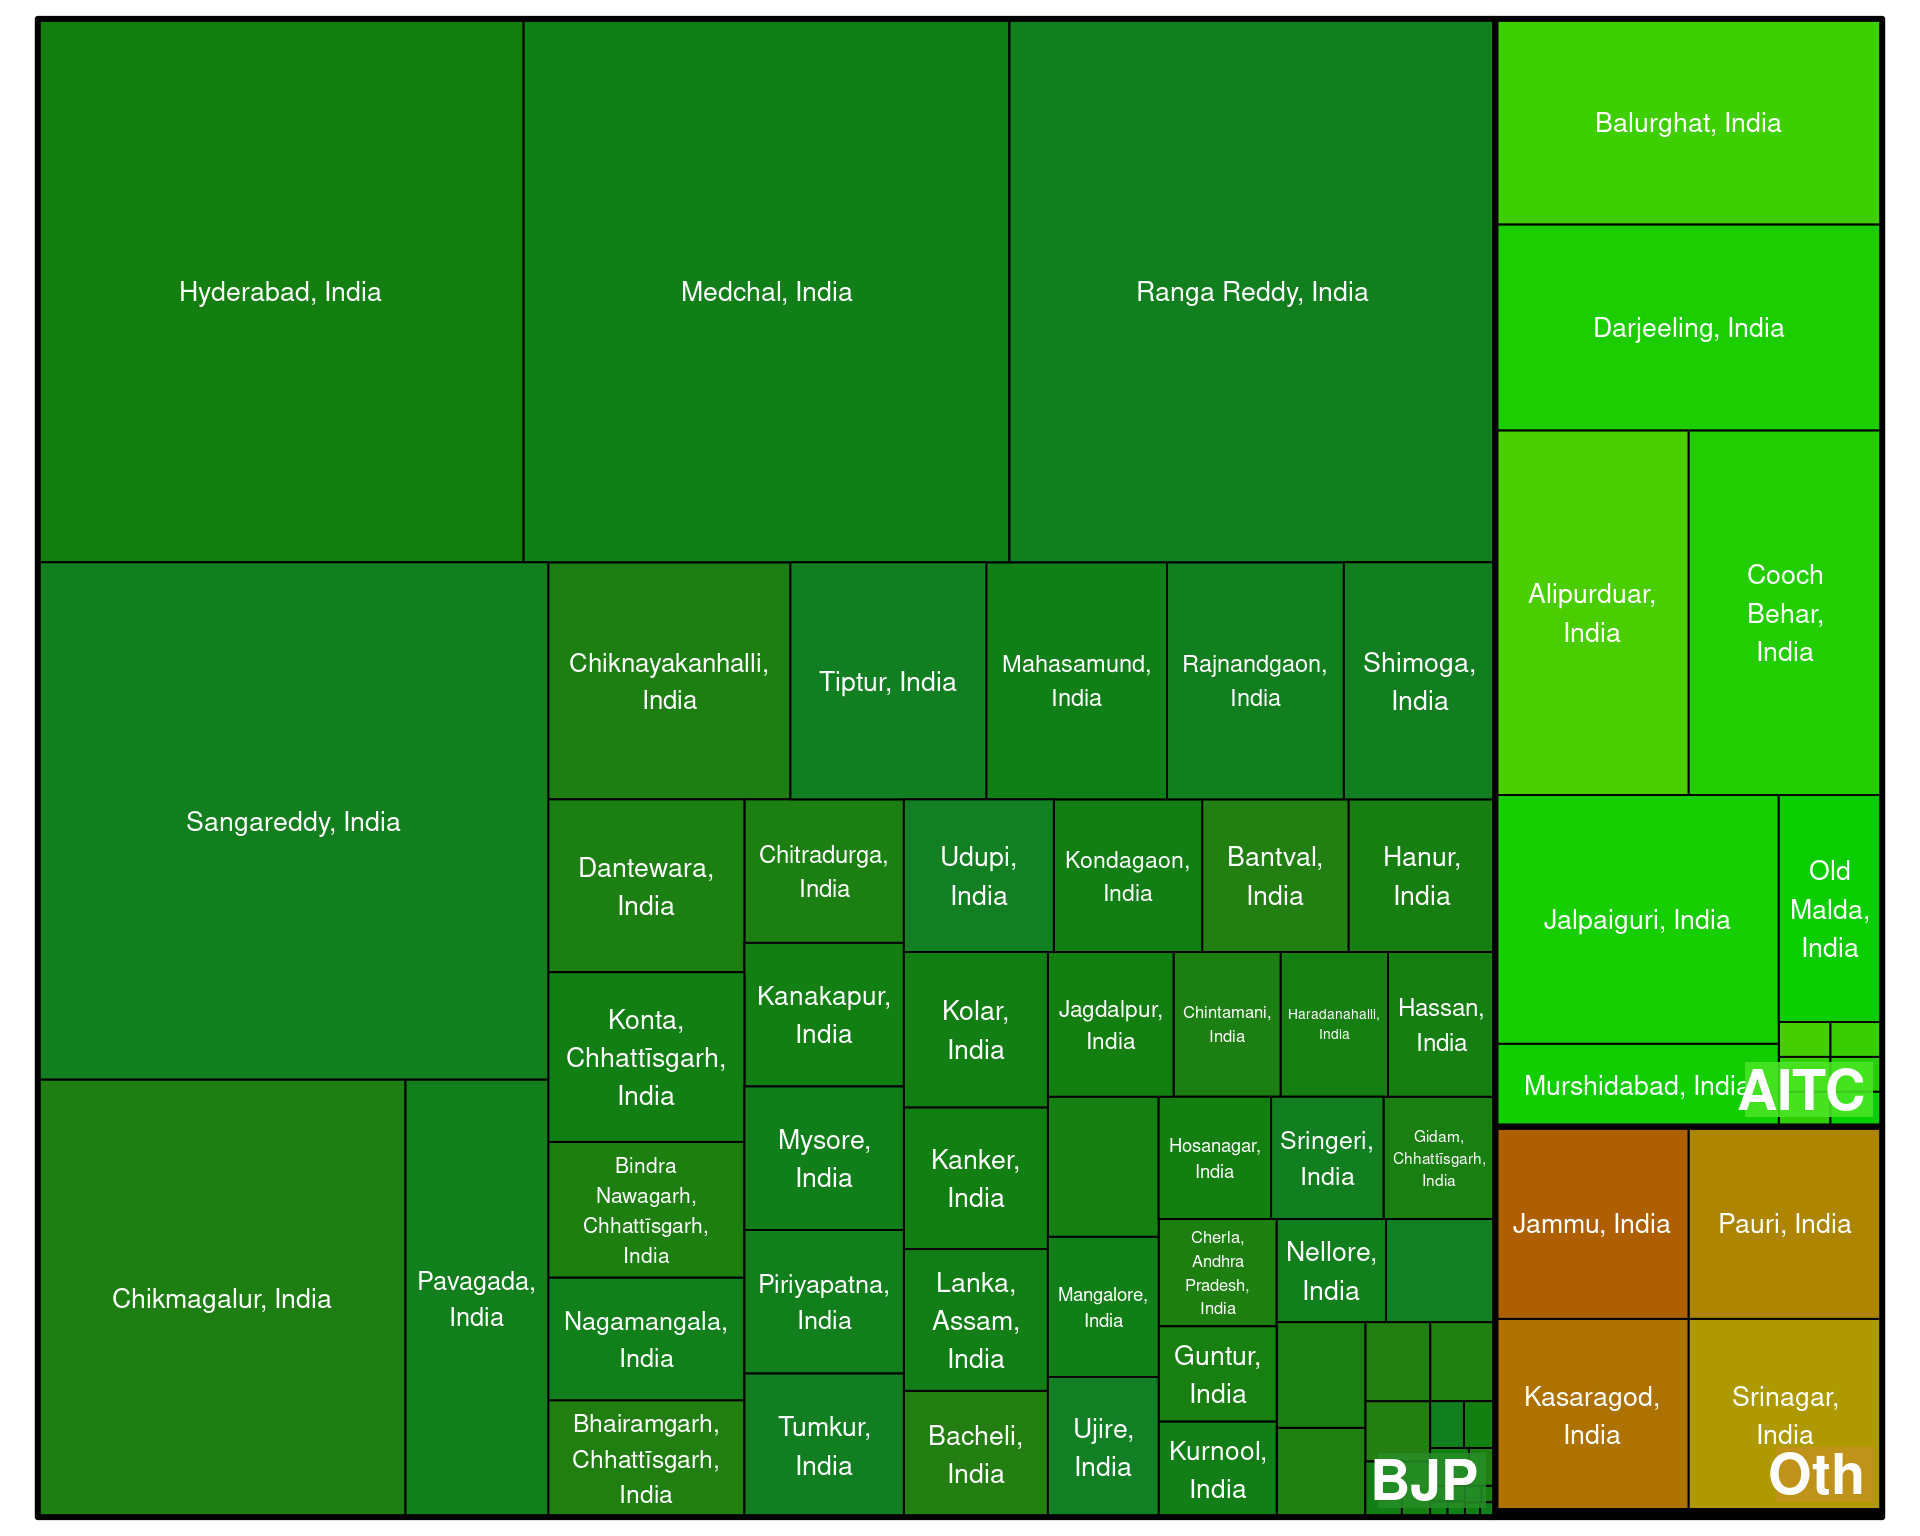 Hyderabad, India
Medchal, India
Ranga Reddy, India
Sangareddy, India
Chikmagalur, India
Pavagada,
India
Chiknayakanhalli,
India
Tiptur, India
Mahasamund,
India
Rajnandgaon,
India
Shimoga,
India
Dantewara,
India
Konta,
Chhattīsgarh,
India
Bindra
Nawagarh,
Chhattīsgarh,
India
Nagamangala,
India
Bhairamgarh,
Chhattīsgarh,
India
Chitradurga,
India
Kanakapur,
India
Mysore,
India
Piriyapatna,
India
Tumkur,
India
Udupi,
India
Kondagaon,
India
Bantval,
India
Hanur,
India
Kolar,
India
Kanker,
India
Lanka,
Assam,
India
Bacheli,
India
Jagdalpur,
India
Chintamani,
India
Haradanahalli,
India
Hassan,
India
Mangalore,
India
Ujire,
India
Hosanagar,
India
Sringeri,
India
Gidam,
Chhattīsgarh,
India
Cherla,
Andhra
Pradesh,
India
Nellore,
India
Guntur,
India
Kurnool,
India
BJP
Balurghat, India
Darjeeling, India
Alipurduar,
India
Cooch
Behar,
India
Jalpaiguri, India
Old
Malda,
India
Murshidabad, India
AITC
Jammu, India
Pauri, India
Kasaragod,
India
Srinagar,
India
Oth